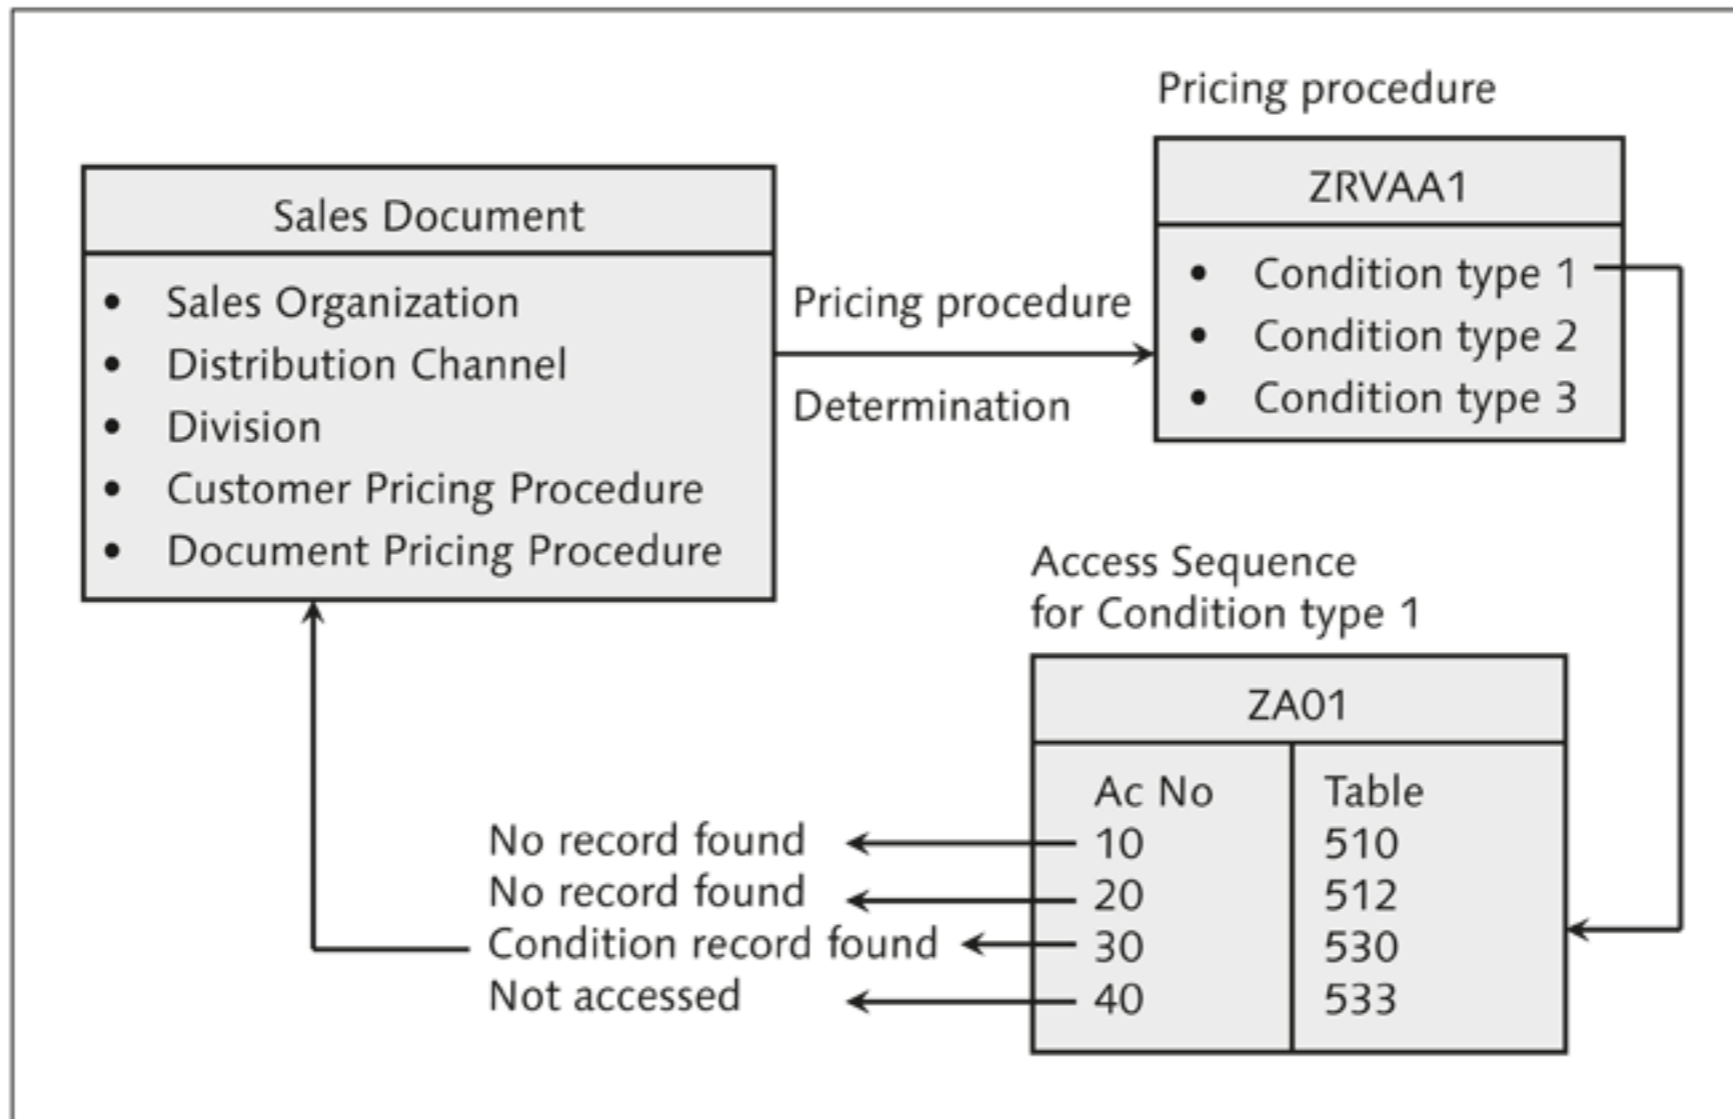 Sales Document
• Sales Organization
• Distribution Channel
• Division
• Customer Pricing Procedure
• Document Pricing Procedure
Pricing procedure
Determination
Pricing procedure
ZRVAA1
• Condition type 1
• Condition type 2
• Condition type 3
Access Sequence
for Condition type 1
ZA01
Ac No Table
No record found 10 510
No record found 20 512
Condition record found 30 530
Not accessed 40 533